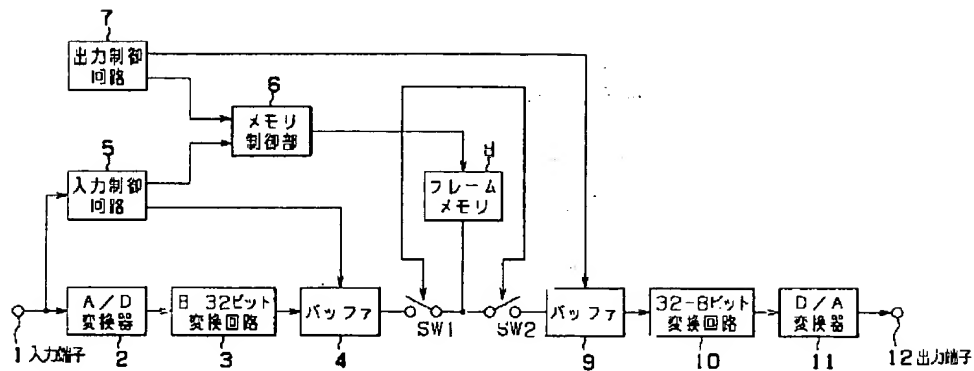 7
出力制御
回路
6
メモリ
制御部
5
入力制御
回路
8
フレーム
メモリ
A/D
変換器
8 32ビット
変換回路
バッファ
SW1
SW2
バッファ
32-8ビット
変換回路
D/A
変換器
1 入力端子
2
3
4
9
10
11
12 出力端子